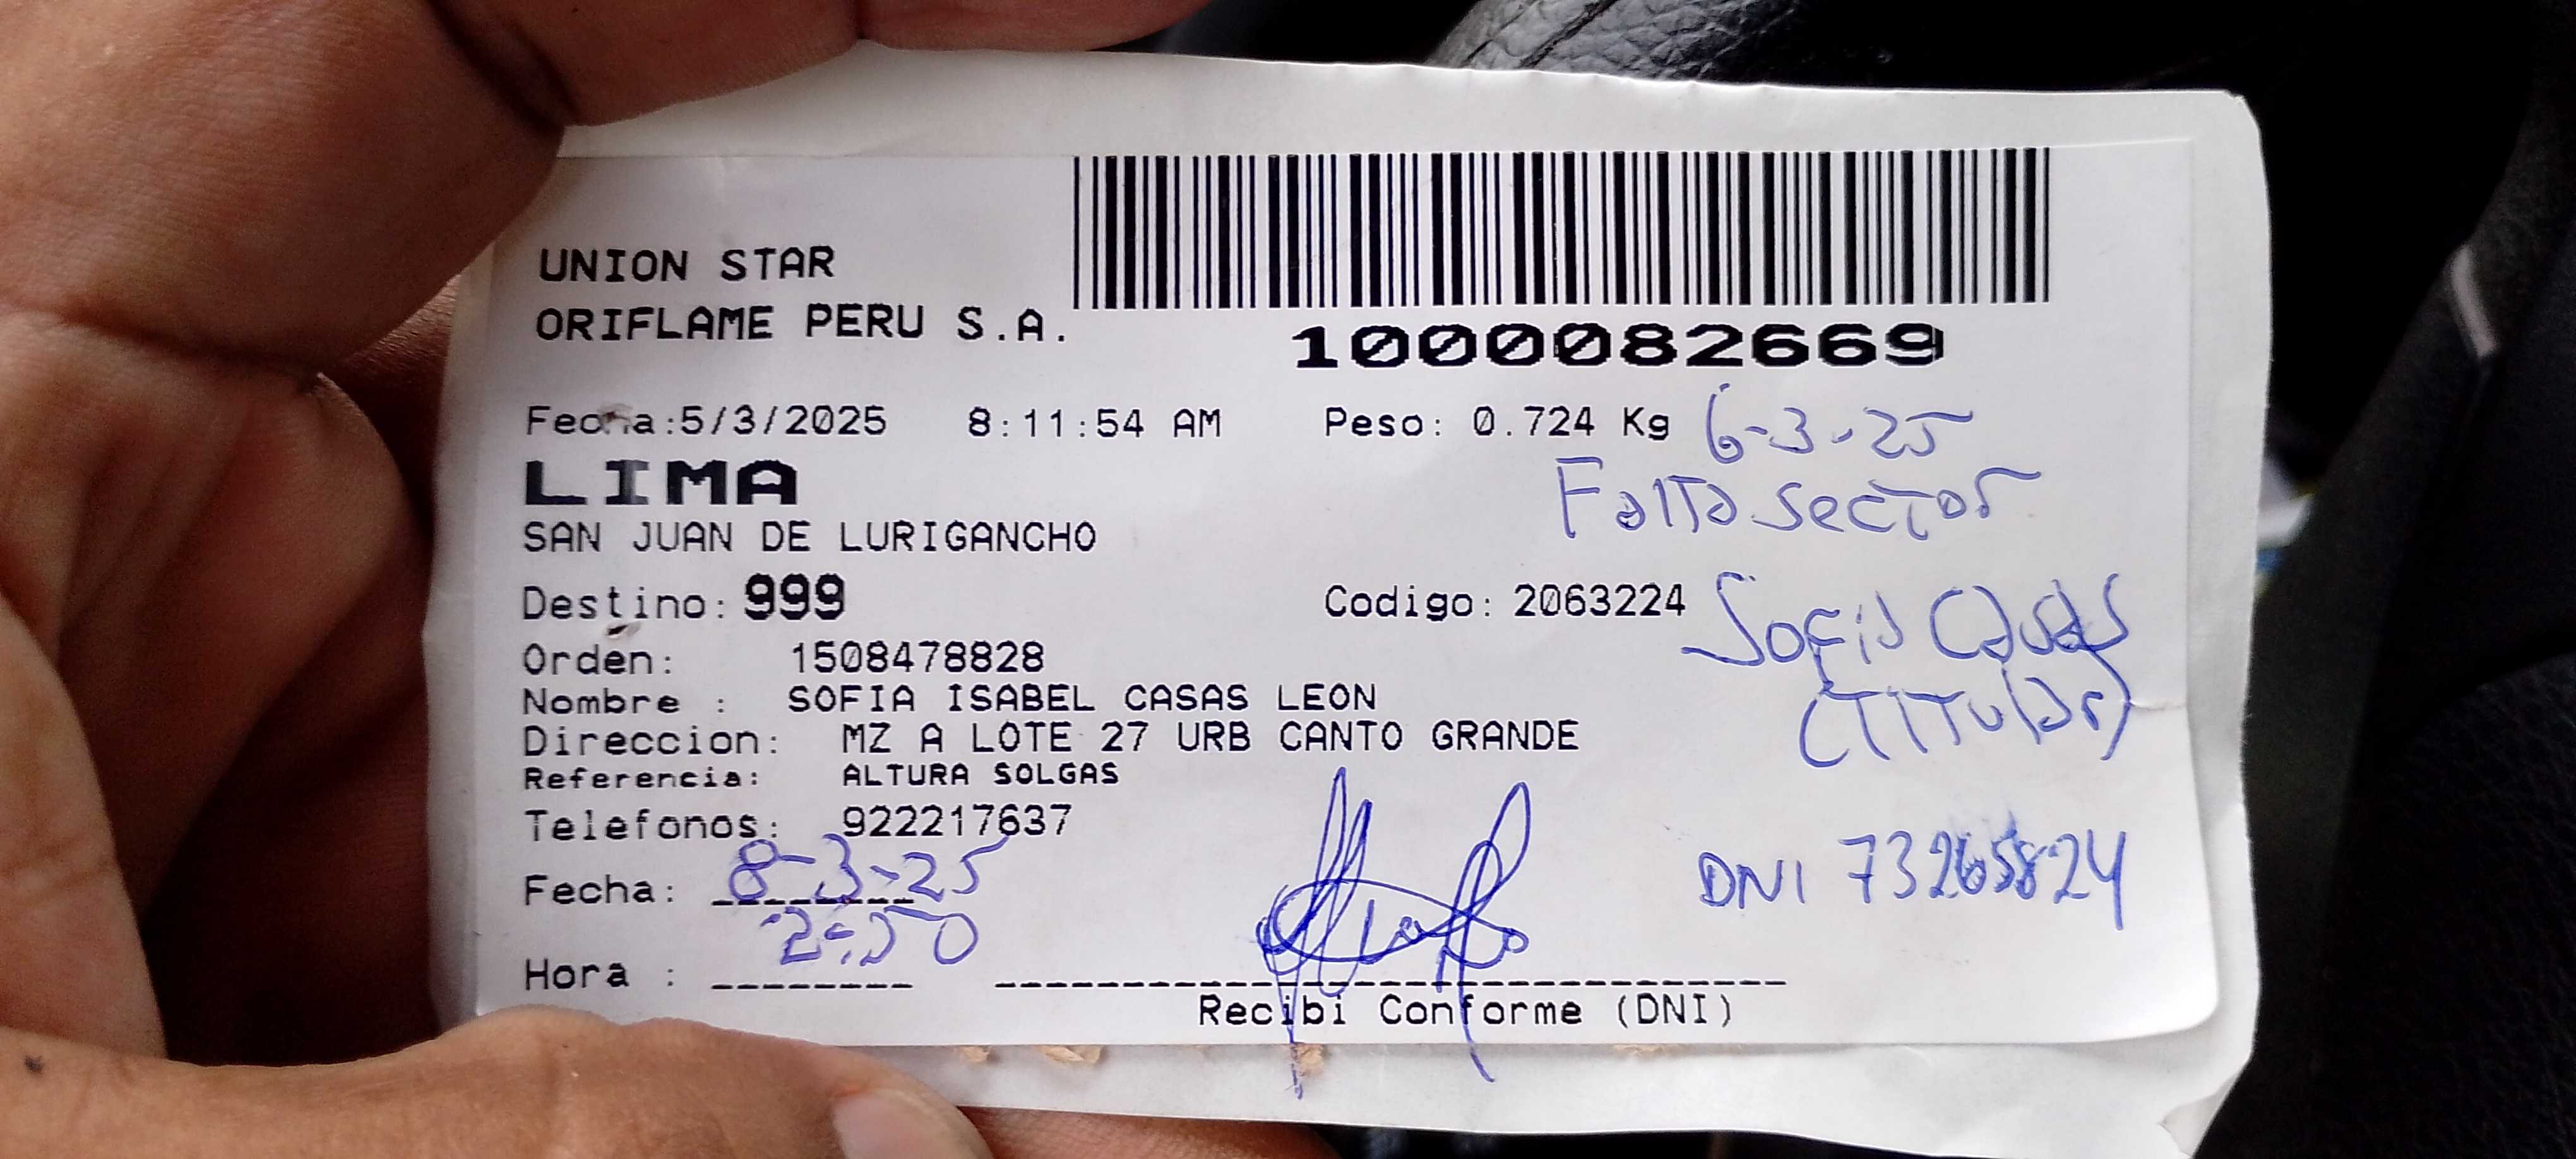 UNION STAR
ORIFLAME PERU S.A.
1000082669
Fecha:5/3/2025 8:11:54 AM Peso: 0.724 Kg
6-3-25
LIMA
Falta sector
SAN JUAN DE LURIGANCHO
Destino: 999 Codigo: 2063224
Sofia Casas
(Titular)
Orden: 1508478828
Nombre : SOFIA ISABEL CASAS LEON
Direccion: MZ A LOTE 27 URB CANTO GRANDE
Referencia: ALTURA SOLGAS
Telefonos: 922217637
Fecha: 8-3-25
DNI 73265824
2:50
Hora :
Recibi Conforme (DNI)